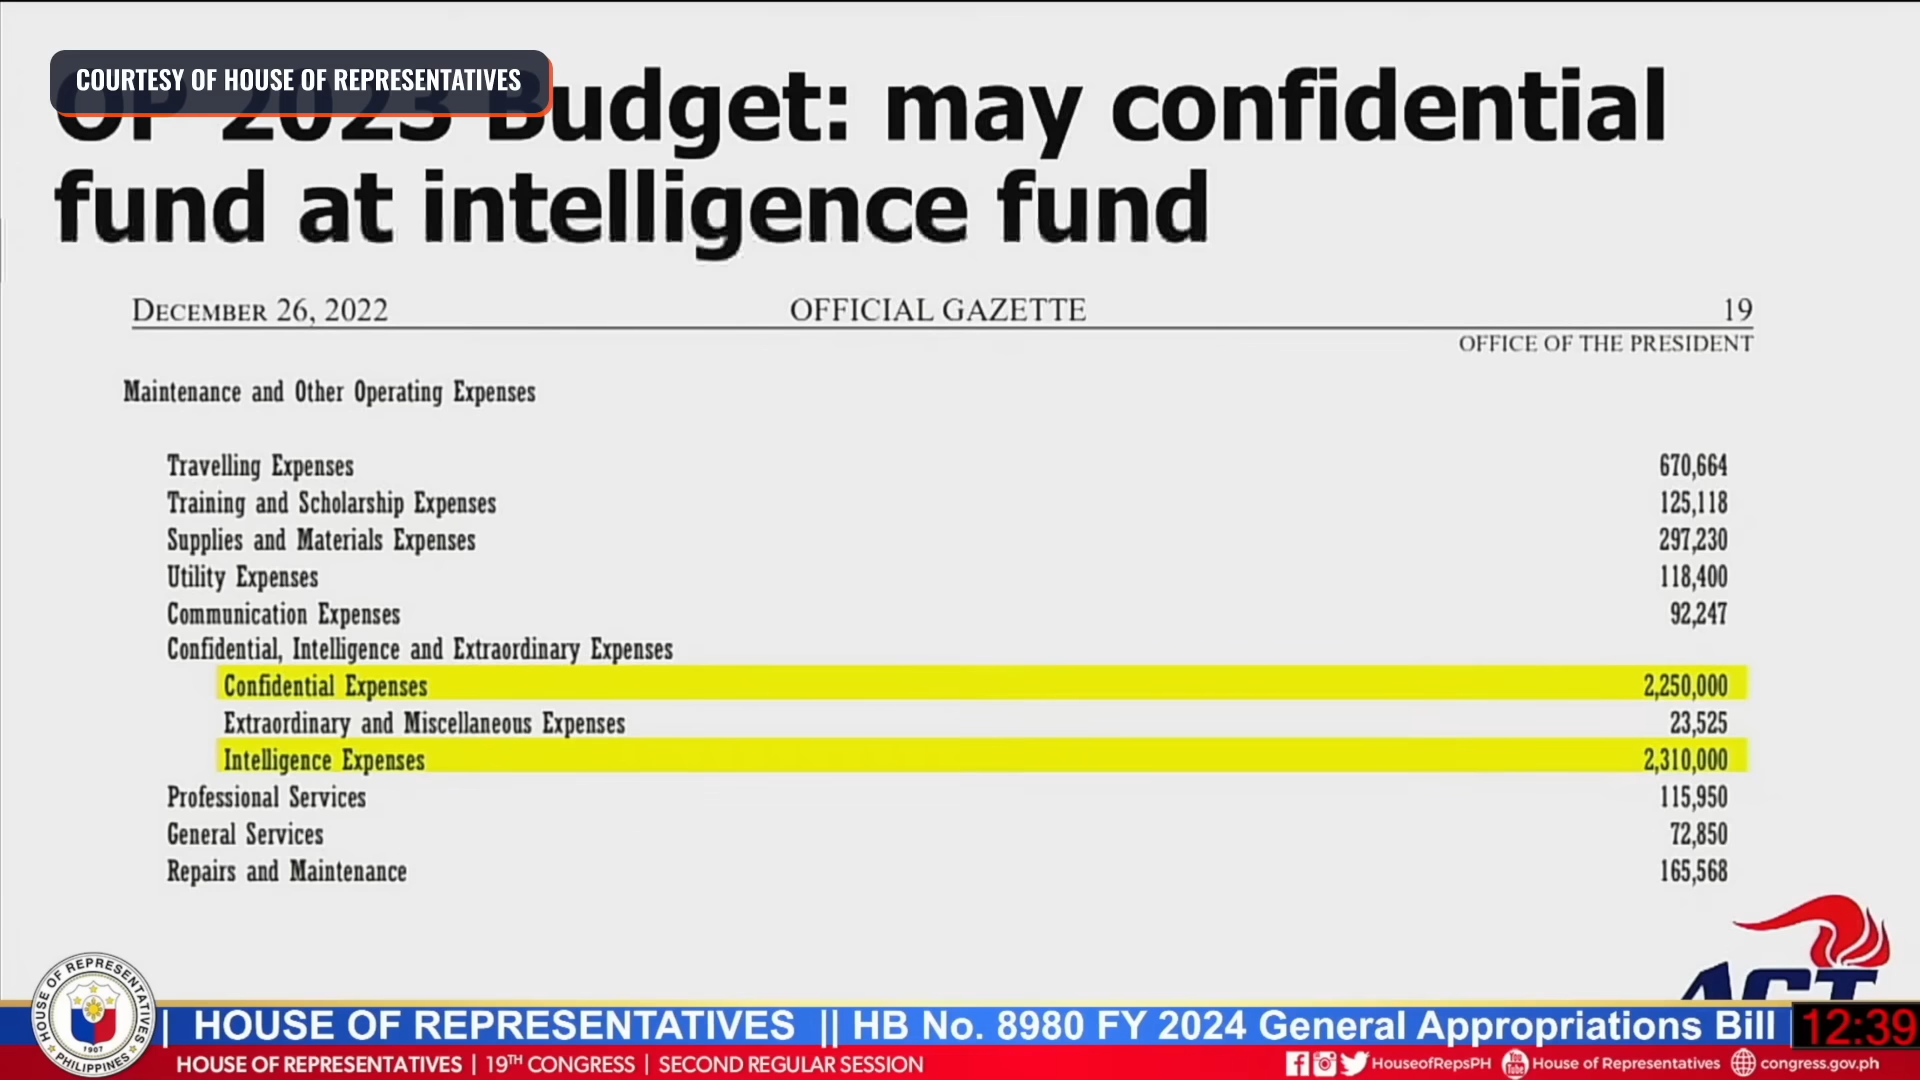 COURTESY OF HOUSE OF REPRESENTATIVES
OP 2023 Budget: may confidential
fund at intelligence fund
DECEMBER 26, 2022 OFFICIAL GAZETTE 19
OFFICE OF THE PRESIDENT
Maintenance and Other Operating Expenses
Travelling Expenses 670,664
Training and Scholarship Expenses 125,118
Supplies and Materials Expenses 297,230
Utility Expenses 118,400
Communication Expenses 92,247
Confidential, Intelligence and Extraordinary Expenses
Confidential Expenses 2,250,000
Extraordinary and Miscellaneous Expenses 23,525
Intelligence Expenses 2,310,000
Professional Services 115,950
General Services 72,850
Repairs and Maintenance 165,568
ACT
HOUSE OF REPRESENTATIVES
PHILIPPINES
1907
| HOUSE OF REPRESENTATIVES || HB No. 8980 FY 2024 General Appropriations Bill 12:39
HOUSE OF REPRESENTATIVES | 19TH CONGRESS | SECOND REGULAR SESSION HouseofRepsPH You Tube House of Representatives congress.gov.ph